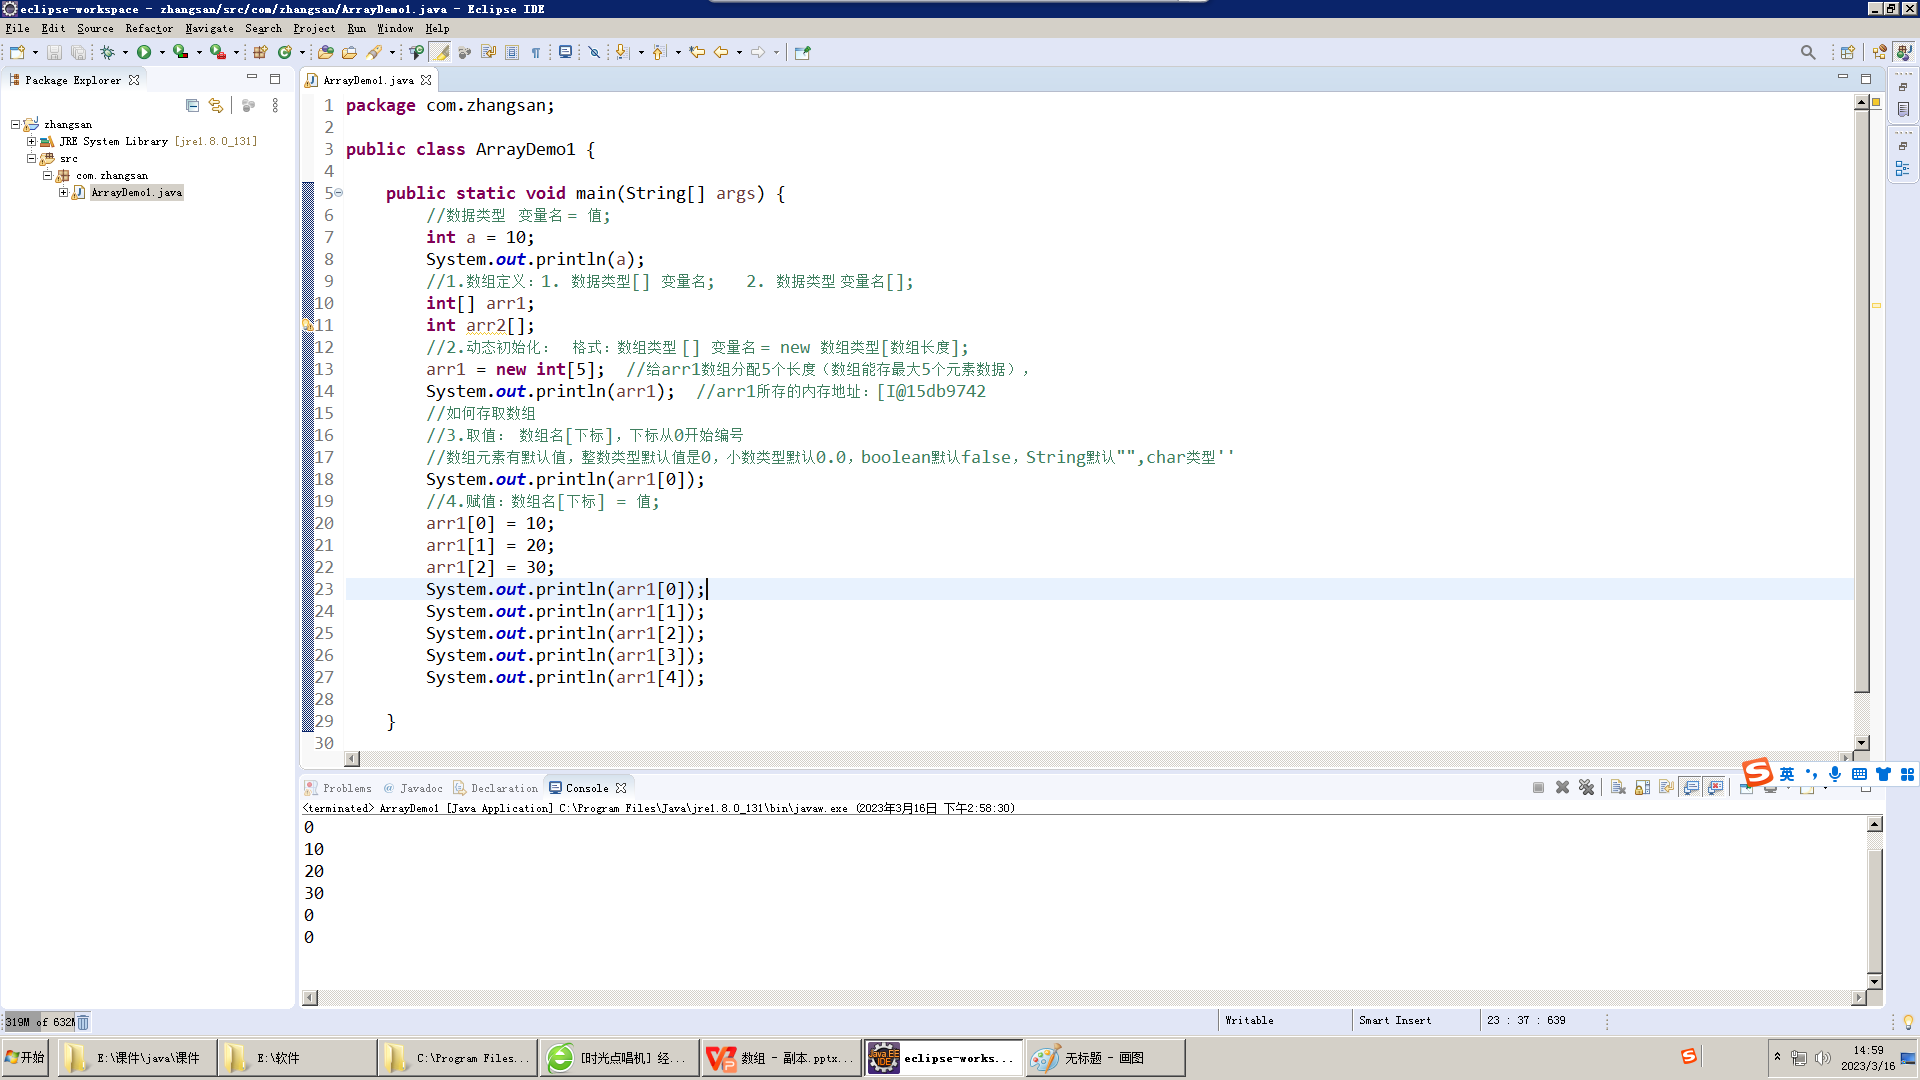 eclipse-workspace - zhangsan/src/com/zhangsan/ArrayDemo1.java - Eclipse IDE
File Edit Source Refactor Navigate Search Project Run Window Help
Package Explorer
zhangsan
JRE System Library [jre1.8.0_131]
src
com.zhangsan
ArrayDemo1.java
ArrayDemo1.java
1 package com.zhangsan;
2
3 public class ArrayDemo1 {
4
5 public static void main(String[] args) {
6 //数据类型 变量名 = 值;
7 int a = 10;
8 System.out.println(a);
9 //1.数组定义：1. 数据类型[] 变量名; 2. 数据类型 变量名[];
10 int[] arr1;
11 int arr2[];
12 //2.动态初始化： 格式：数组类型 [] 变量名 = new 数组类型[数组长度];
13 arr1 = new int[5]; //给arr1数组分配5个长度（数组能存最大5个元素数据），
14 System.out.println(arr1); //arr1所存的内存地址：[I@15db9742
15 //如何存取数组
16 //3.取值： 数组名[下标]，下标从0开始编号
17 //数组元素有默认值，整数类型默认值是0，小数类型默认0.0，boolean默认false，String默认"",char类型''
18 System.out.println(arr1[0]);
19 //4.赋值：数组名[下标] = 值;
20 arr1[0] = 10;
21 arr1[1] = 20;
22 arr1[2] = 30;
23 System.out.println(arr1[0]);
24 System.out.println(arr1[1]);
25 System.out.println(arr1[2]);
26 System.out.println(arr1[3]);
27 System.out.println(arr1[4]);
28
29 }
30
Problems @ Javadoc Declaration Console
<terminated> ArrayDemo1 [Java Application] C:\Program Files\Java\jre1.8.0_131\bin\javaw.exe (2023年3月16日 下午2:58:30)
0
10
20
30
0
0
英
319M of 632M
Writable
Smart Insert
23 : 37 : 639
开始
E:\课件\java\课件
E:\软件
C:\Program Files...
[时光点唱机] 经...
数组 - 副本.pptx...
eclipse-works...
无标题 - 画图
14:59
2023/3/16